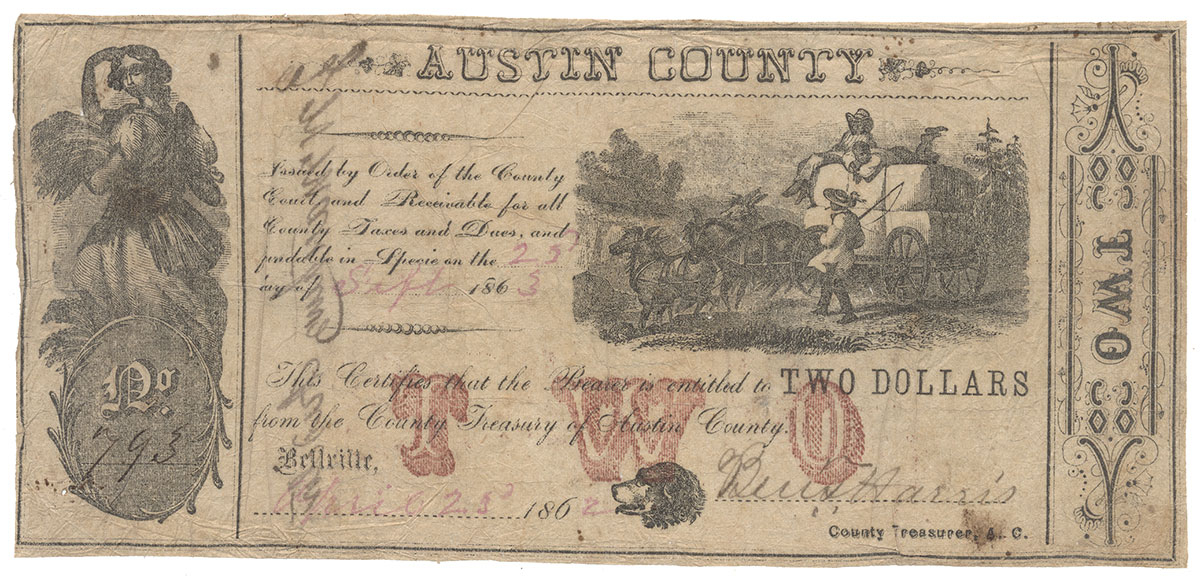 AUSTIN COUNTY
Issued by Order of the County
Court, and Receivable for all
County Taxes and Dues, and
payable in Specie on the 25
day of Sept 1863
This Certifies that the Bearer is entitled to TWO DOLLARS
from the County Treasury of Austin County.
TWO
Bellville,
April 25 1862
Harris
County Treasurer, A. C.
No.
793
TWO